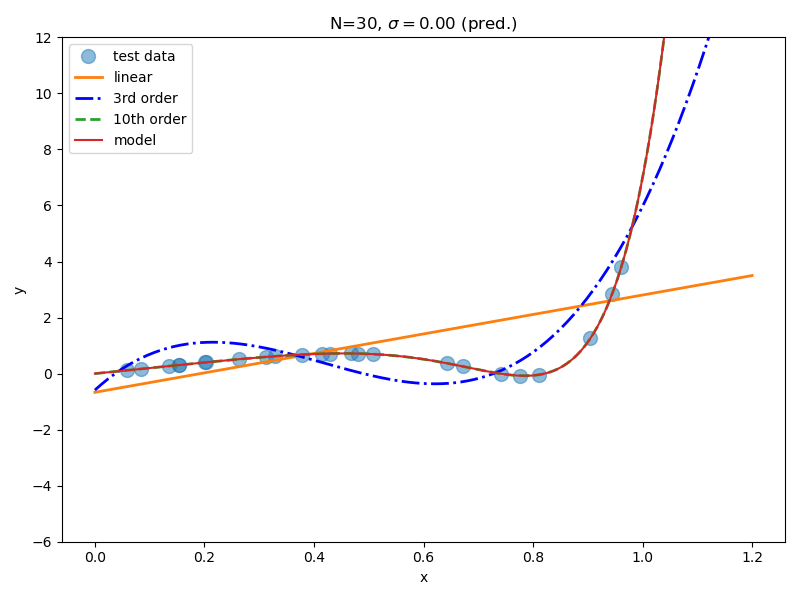 N=30, σ = 0.00 (pred.)
test data
linear
3rd order
10th order
model
12
10
8
6
4
2
0
−2
−4
−6
y
0.0 0.2 0.4 0.6 0.8 1.0 1.2
x